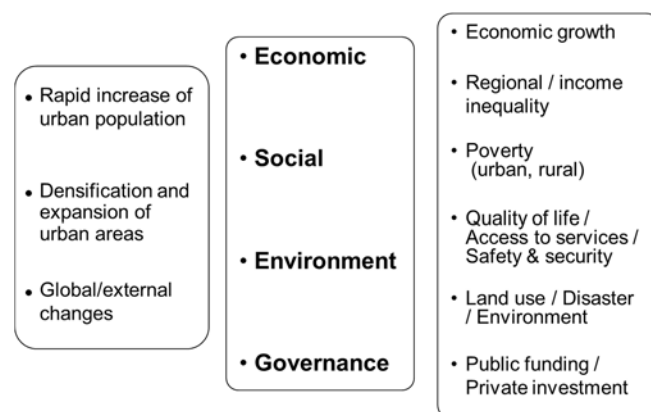 • Rapid increase of
urban population
• Densification and
expansion of
urban areas
• Global/external
changes
• Economic
• Social
• Environment
• Governance
• Economic growth
• Regional / income
inequality
• Poverty
(urban, rural)
• Quality of life /
Access to services /
Safety & security
• Land use / Disaster
/ Environment
• Public funding /
Private investment